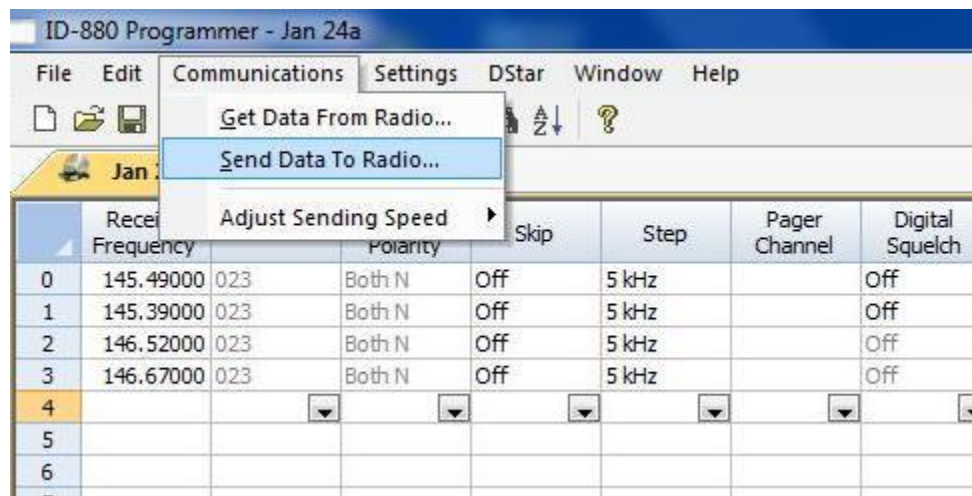 ID-880 Programmer - Jan 24a
File Edit Communications Settings DStar Window Help
Get Data From Radio...
Send Data To Radio...
Adjust Sending Speed
Jan
Frequency Polarity Skip Step Pager Channel Digital Squelch
0 145.49000 023 Both N Off 5 kHz Off
1 145.39000 023 Both N Off 5 kHz Off
2 146.52000 023 Both N Off 5 kHz Off
3 146.67000 023 Both N Off 5 kHz Off
4
5
6